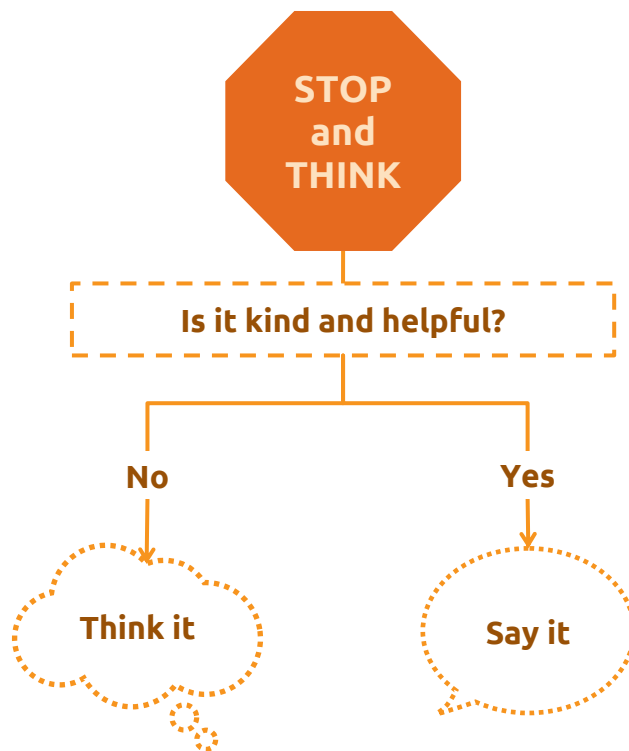 STOP
and
THINK
Is it kind and helpful?
No
Yes
Think it
Say it